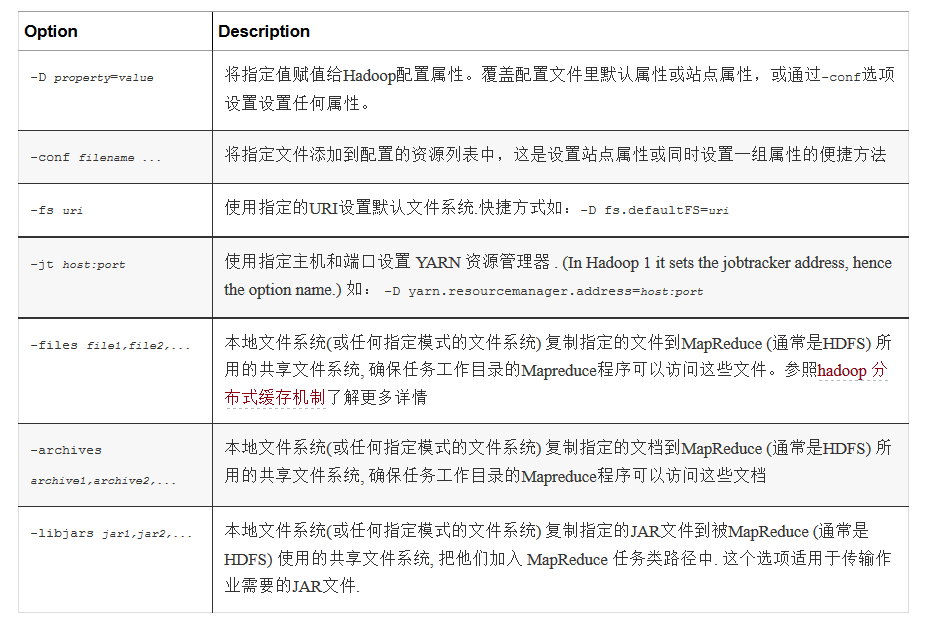 Option Description
-D property=value
将指定值赋值给Hadoop配置属性。覆盖配置文件里默认属性或站点属性，或通过-conf选项
设置设置任何属性。
-conf filename ...
将指定文件添加到配置的资源列表中，这是设置站点属性或同时设置一组属性的便捷方法
-fs uri
使用指定的URI设置默认文件系统.快捷方式如：-D fs.defaultFS=uri
-jt host:port
使用指定主机和端口设置 YARN 资源管理器 . (In Hadoop 1 it sets the jobtracker address, hence
the option name.) 如： -D yarn.resourcemanager.address=host:port
-files file1,file2,...
本地文件系统(或任何指定模式的文件系统) 复制指定的文件到MapReduce (通常是HDFS) 所
用的共享文件系统, 确保任务工作目录的Mapreduce程序可以访问这些文件。参照hadoop 分
布式缓存机制了解更多详情
-archives
archive1,archive2,...
本地文件系统(或任何指定模式的文件系统) 复制指定的文档到MapReduce (通常是HDFS) 所
用的共享文件系统, 确保任务工作目录的Mapreduce程序可以访问这些文档
-libjars jar1,jar2,...
本地文件系统(或任何指定模式的文件系统) 复制指定的JAR文件到被MapReduce (通常是
HDFS) 使用的共享文件系统, 把他们加入 MapReduce 任务类路径中. 这个选项适用于传输作
业需要的JAR文件.